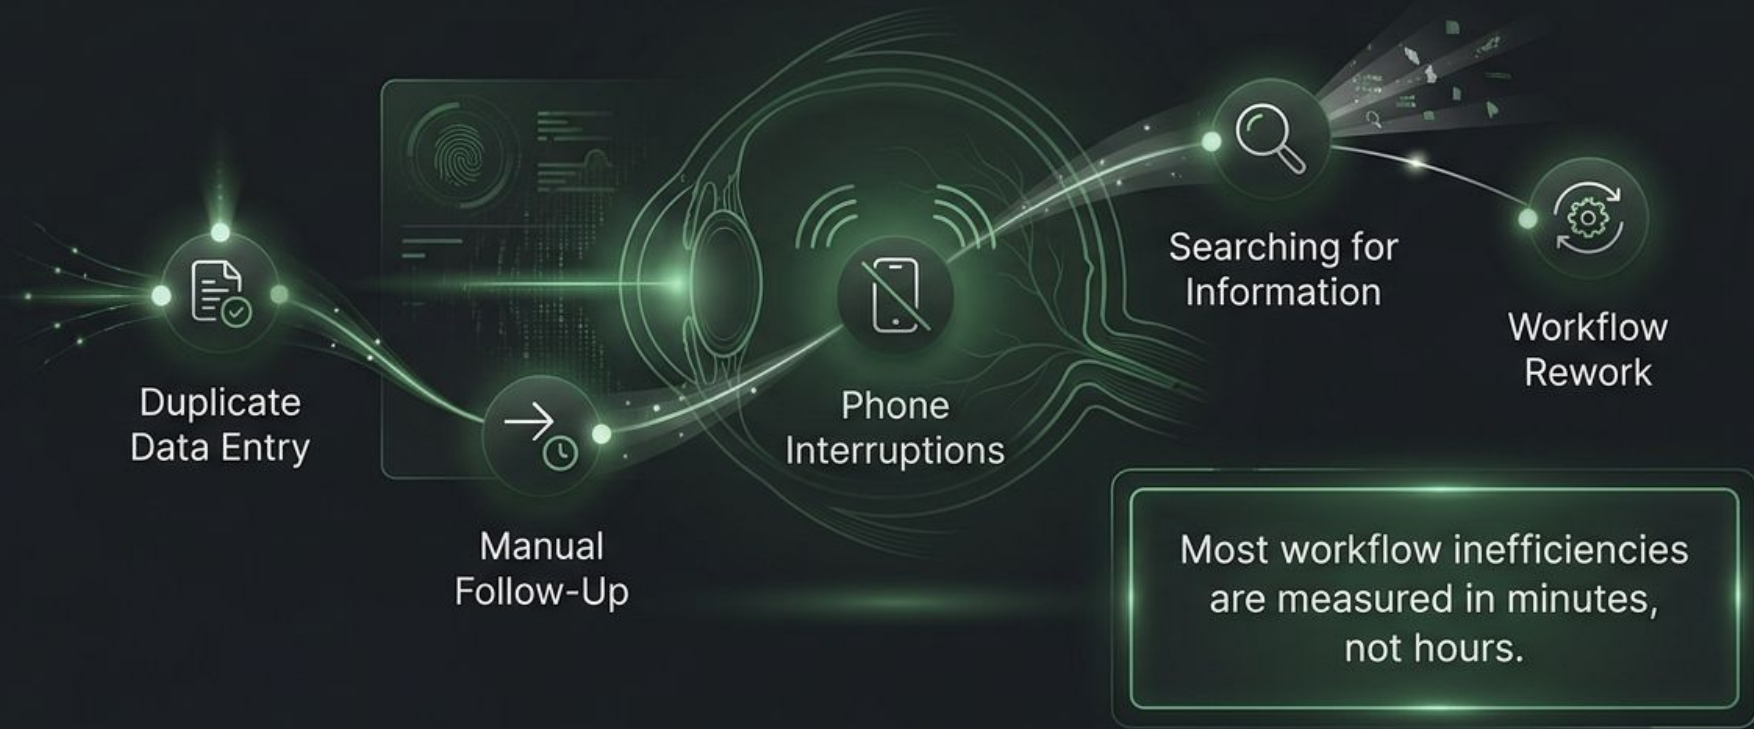 Duplicate
Data Entry
Manual
Follow-Up
Phone
Interruptions
Searching for
Information
Workflow
Rework
Most workflow inefficiencies
are measured in minutes,
not hours.